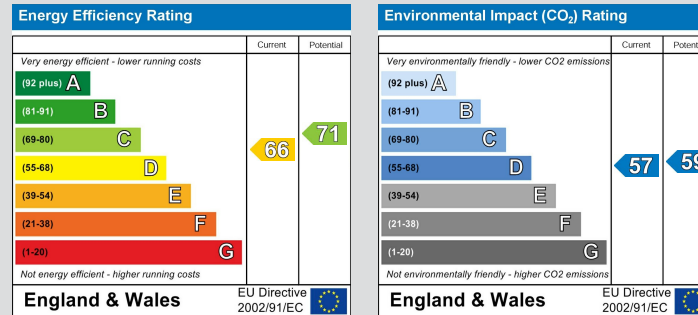 Energy Efficiency Rating
Current Potential
Very energy efficient - lower running costs
(92 plus) A
(81-91) B
(69-80) C
(55-68) D
(39-54) E
(21-38) F
(1-20) G
66
71
Not energy efficient - higher running costs
England & Wales
EU Directive
2002/91/EC
Environmental Impact (CO₂) Rating
Current Potent
Very environmentally friendly - lower CO2 emissions
(92 plus) A
(81-91) B
(69-80) C
(55-68) D
(39-54) E
(21-38) F
(1-20) G
57
59
Not environmentally friendly - higher CO2 emissions
England & Wales
EU Directive
2002/91/EC